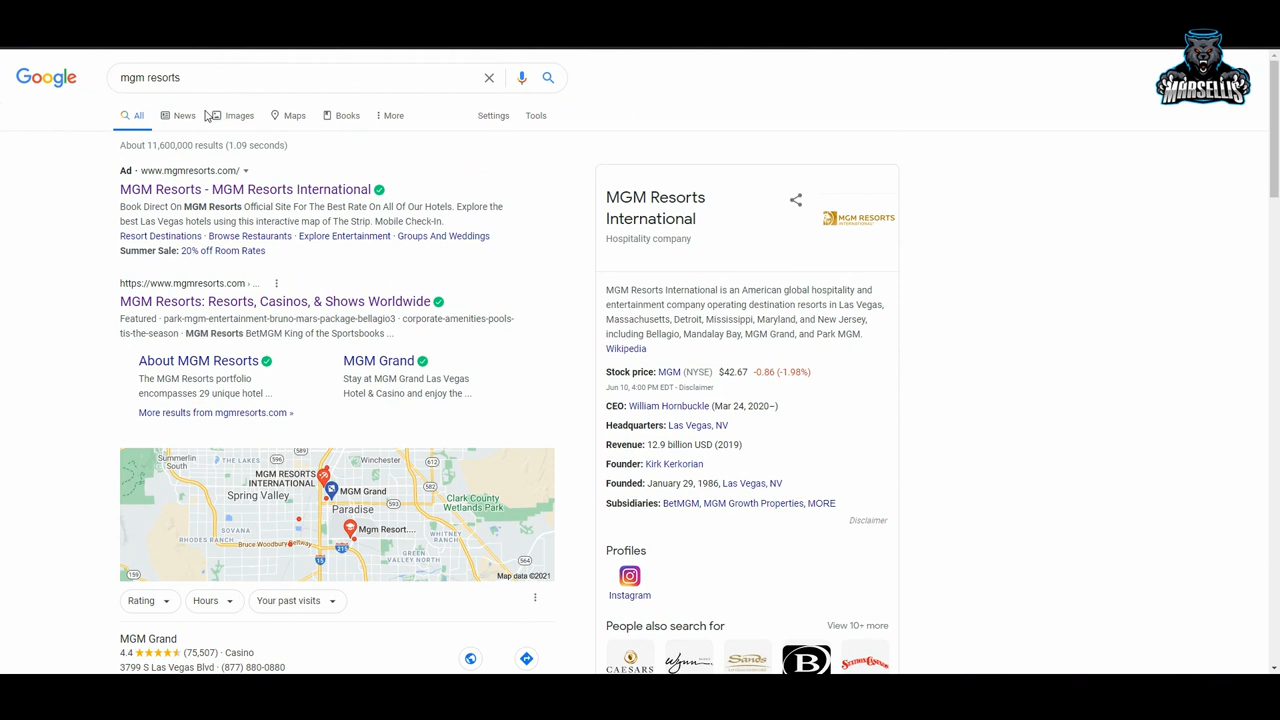 MARSELLIS
Google
mgm resorts
All
News
Images
Maps
Books
More
Settings
Tools
About 11,600,000 results (1.09 seconds)
Ad · www.mgmresorts.com/
MGM Resorts - MGM Resorts International
Book Direct On MGM Resorts Official Site For The Best Rate On All Of Our Hotels. Explore the
best Las Vegas hotels using this interactive map of The Strip. Mobile Check-In.
Resort Destinations · Browse Restaurants · Explore Entertainment · Groups And Weddings
Summer Sale: 20% off Room Rates
https://www.mgmresorts.com › ...
MGM Resorts: Resorts, Casinos, & Shows Worldwide
Featured · park-mgm-entertainment-bruno-mars-package-bellagio3 · corporate-amenities-pools-
tis-the-season · MGM Resorts BetMGM King of the Sportsbooks ...
About MGM Resorts
The MGM Resorts portfolio
encompasses 29 unique hotel ...
MGM Grand
Stay at MGM Grand Las Vegas
Hotel & Casino and enjoy the ...
More results from mgmresorts.com »
Summerlin
South
THE LAKES
596
589
Winchester
612
MGM RESORTS
INTERNATIONAL
Spring Valley
MGM Grand
582
593
Paradise
Clark County
Wetlands Park
SOVANA
RHODES RANCH
Mgm Resort....
WHITNEY
RANCH
Bruce Woodbury Beltway
215
15
GREEN
VALLEY NORTH
564
159
Map data ©2021
Rating
Hours
Your past visits
MGM Grand
4.4 (75,507) · Casino
3799 S Las Vegas Blvd · (877) 880-0880
MGM Resorts
International
Hospitality company
MGM RESORTS
INTERNATIONAL
MGM Resorts International is an American global hospitality and
entertainment company operating destination resorts in Las Vegas,
Massachusetts, Detroit, Mississippi, Maryland, and New Jersey,
including Bellagio, Mandalay Bay, MGM Grand, and Park MGM.
Wikipedia
Stock price: MGM (NYSE) $42.67 -0.86 (-1.98%)
Jun 10, 4:00 PM EDT - Disclaimer
CEO: William Hornbuckle (Mar 24, 2020–)
Headquarters: Las Vegas, NV
Revenue: 12.9 billion USD (2019)
Founder: Kirk Kerkorian
Founded: January 29, 1986, Las Vegas, NV
Subsidiaries: BetMGM, MGM Growth Properties, MORE
Disclaimer
Profiles
Instagram
People also search for
View 10+ more
CAESARS
Wynn
Sands
B